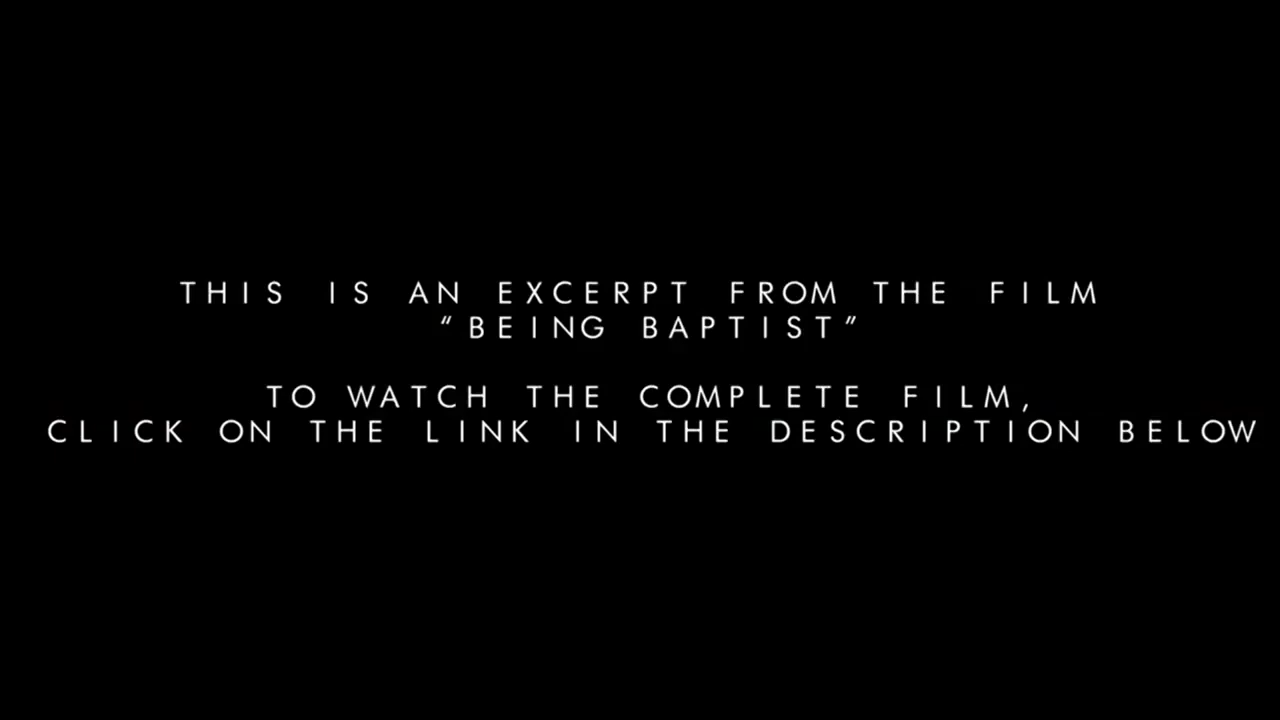 THIS IS AN EXCERPT FROM THE FILM
“BEING BAPTIST”
TO WATCH THE COMPLETE FILM,
CLICK ON THE LINK IN THE DESCRIPTION BELOW